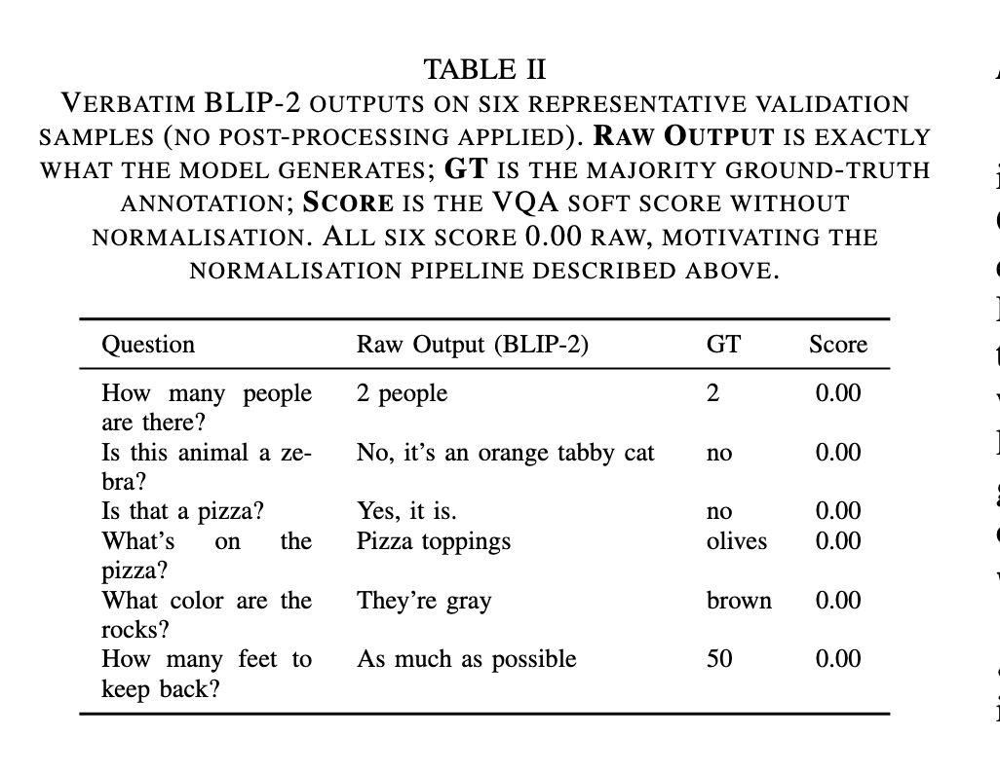 TABLE II
VERBATIM BLIP-2 OUTPUTS ON SIX REPRESENTATIVE VALIDATION
SAMPLES (NO POST-PROCESSING APPLIED). RAW OUTPUT IS EXACTLY
WHAT THE MODEL GENERATES; GT IS THE MAJORITY GROUND-TRUTH
ANNOTATION; SCORE IS THE VQA SOFT SCORE WITHOUT
NORMALISATION. ALL SIX SCORE 0.00 RAW, MOTIVATING THE
NORMALISATION PIPELINE DESCRIBED ABOVE.
Question Raw Output (BLIP-2) GT Score
How many people 2 people 2 0.00
are there?
Is this animal a ze- No, it's an orange tabby cat no 0.00
bra?
Is that a pizza? Yes, it is. no 0.00
What's on the Pizza toppings olives 0.00
pizza?
What color are the They're gray brown 0.00
rocks?
How many feet to As much as possible 50 0.00
keep back?